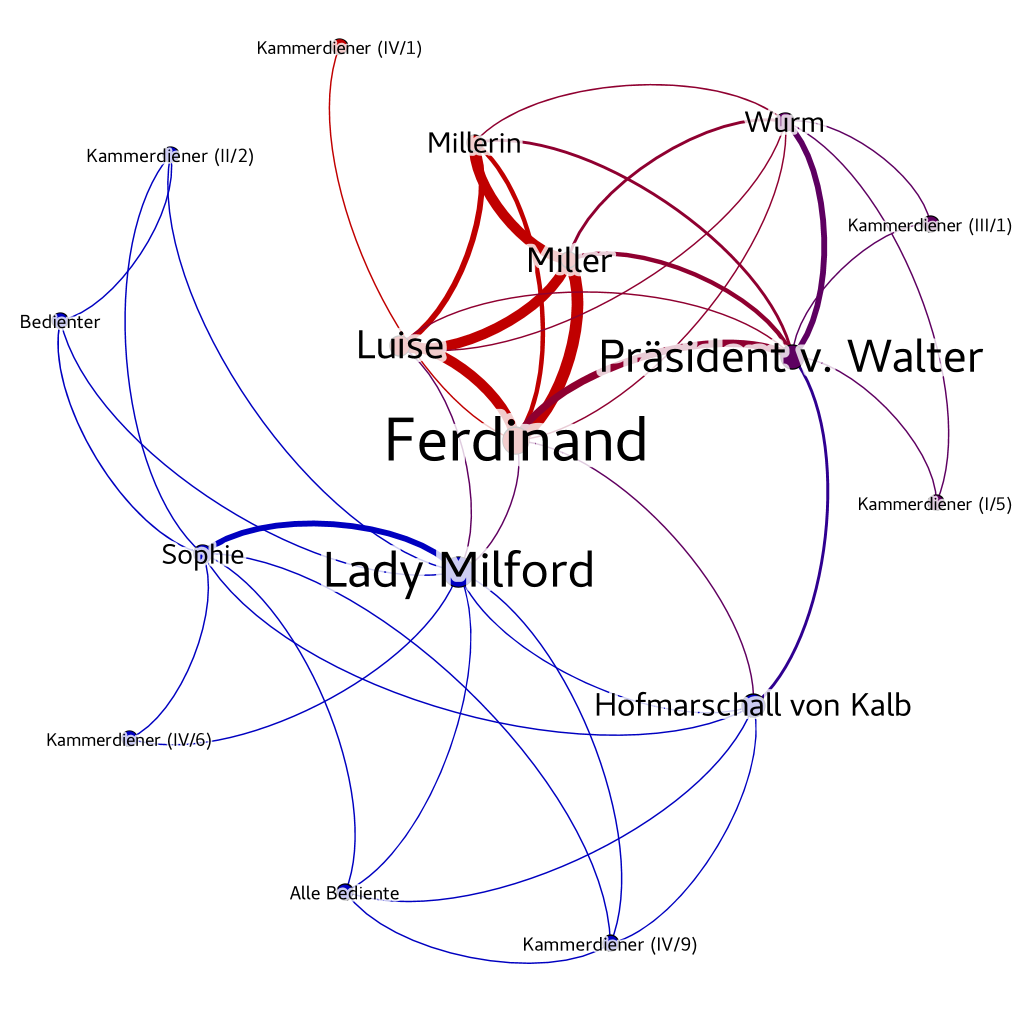 Kammerdiener (IV/1)
Wurm
Millerin
Kammerdiener (II/2)
Kammerdiener (III/1)
Miller
Bedienter
Luise
Präsident v. Walter
Ferdinand
Kammerdiener (I/5)
Sophie
Lady Milford
Hofmarschall von Kalb
Kammerdiener (IV/6)
Alle Bediente
Kammerdiener (IV/9)